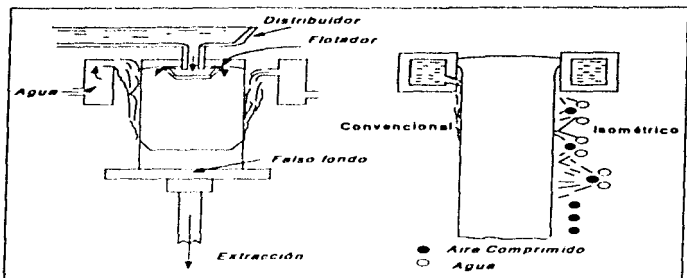 Distribuidor
Flotador
Agua
Convencional
Isométrico
Falso fondo
Extracción
Aire Comprimido
Agua